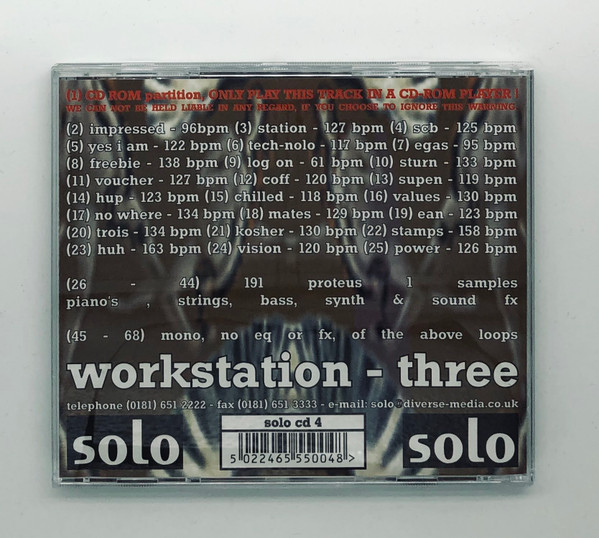 (1) CD ROM partition, ONLY PLAY THIS TRACK IN A CD-ROM PLAYER !
WE CAN NOT BE HELD LIABLE IN ANY REGARD, IF YOU CHOOSE TO IGNORE THIS WARNING
(2) impressed - 96bpm (3) station - 127 bpm (4) scb - 125 bpm
(5) yes i am - 122 bpm (6) tech-nolo - 117 bpm (7) egas - 95 bpm
(8) freebie - 138 bpm (9) log on - 61 bpm (10) sturn - 133 bpm
(11) voucher - 127 bpm (12) coff - 120 bpm (13) supen - 119 bpm
(14) hup - 123 bpm (15) chilled - 118 bpm (16) values - 130 bpm
(17) no where - 134 bpm (18) mates - 129 bpm (19) ean - 123 bpm
(20) trois - 134 bpm (21) kosher - 130 bpm (22) stamps - 158 bpm
(23) huh - 163 bpm (24) vision - 120 bpm (25) power - 126 bpm
(26 - 44) 191 proteus 1 samples
piano's , strings, bass, synth & sound fx
(45 - 68) mono, no eq or fx, of the above loops
workstation - three
telephone (0181) 651 2222 - fax (0181) 651 3333 - e-mail: solo@diverse-media.co.uk
solo
solo cd 4
5 022465 550048 >
solo